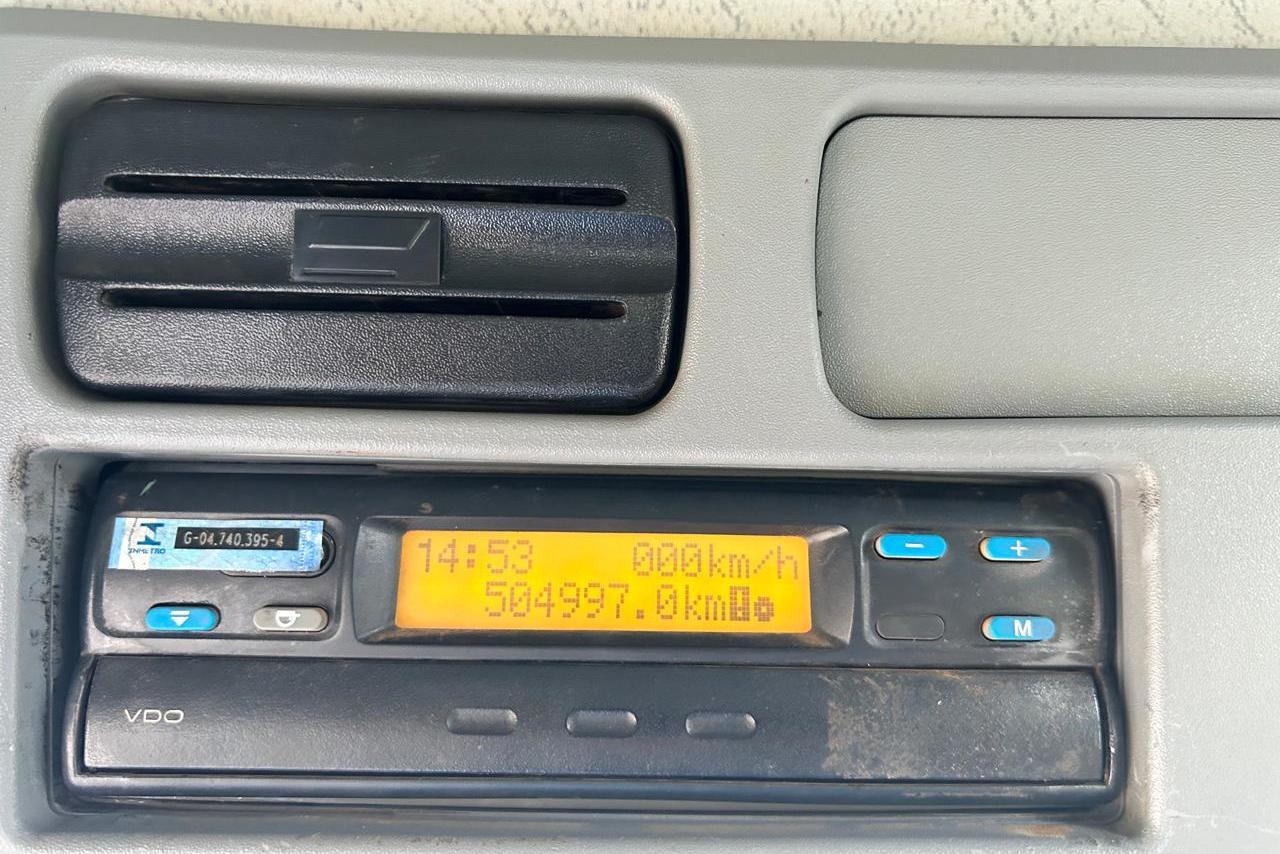 INMETRO
G-04.740.395-4
14:53 000km/h
504997.0km
− +
M
VDO